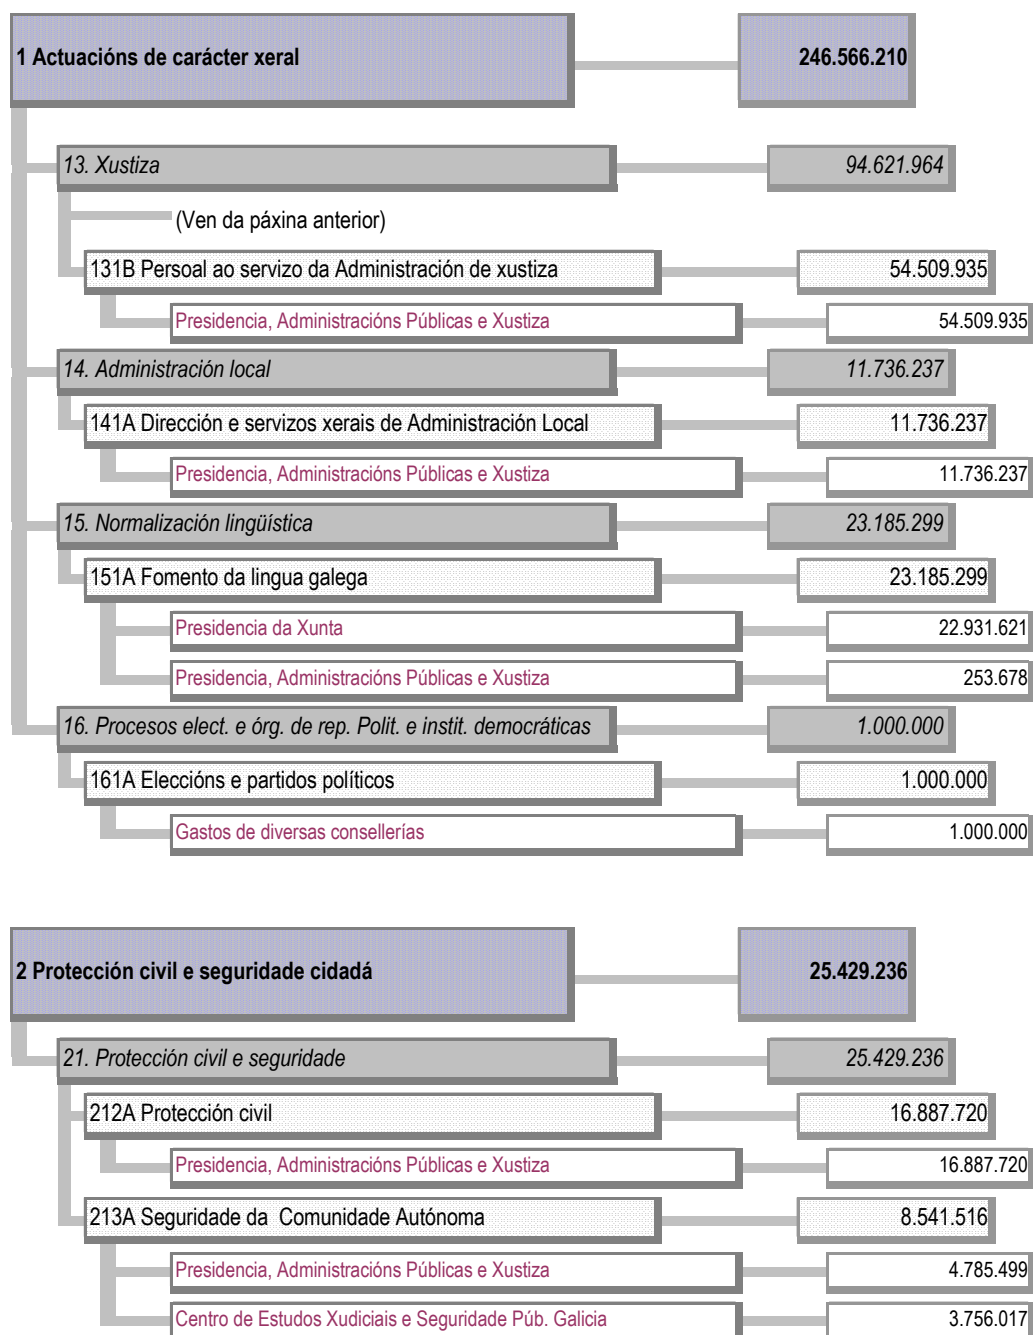 1 Actuacións de carácter xeral 246.566.210
13. Xustiza 94.621.964
(Ven da páxina anterior)
131B Persoal ao servizo da Administración de xustiza 54.509.935
Presidencia, Administracións Públicas e Xustiza 54.509.935
14. Administración local 11.736.237
141A Dirección e servizos xerais de Administración Local 11.736.237
Presidencia, Administracións Públicas e Xustiza 11.736.237
15. Normalización lingüística 23.185.299
151A Fomento da lingua galega 23.185.299
Presidencia da Xunta 22.931.621
Presidencia, Administracións Públicas e Xustiza 253.678
16. Procesos elect. e órg. de rep. Polit. e instit. democráticas 1.000.000
161A Eleccións e partidos políticos 1.000.000
Gastos de diversas consellerías 1.000.000
2 Protección civil e seguridade cidadá 25.429.236
21. Protección civil e seguridade 25.429.236
212A Protección civil 16.887.720
Presidencia, Administracións Públicas e Xustiza 16.887.720
213A Seguridade da  Comunidade Autónoma 8.541.516
Presidencia, Administracións Públicas e Xustiza 4.785.499
Centro de Estudos Xudiciais e Seguridade Púb. Galicia 3.756.017